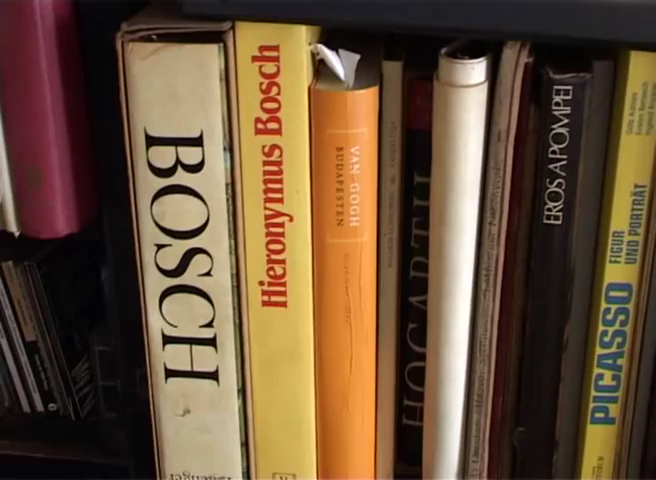 BOSCH
Hieronymus Bosch
VAN GOGH
BUDAPESTEN
HOGARTH
EROS A POMPEI
PICASSO
FIGUR
UND PORTRÄT